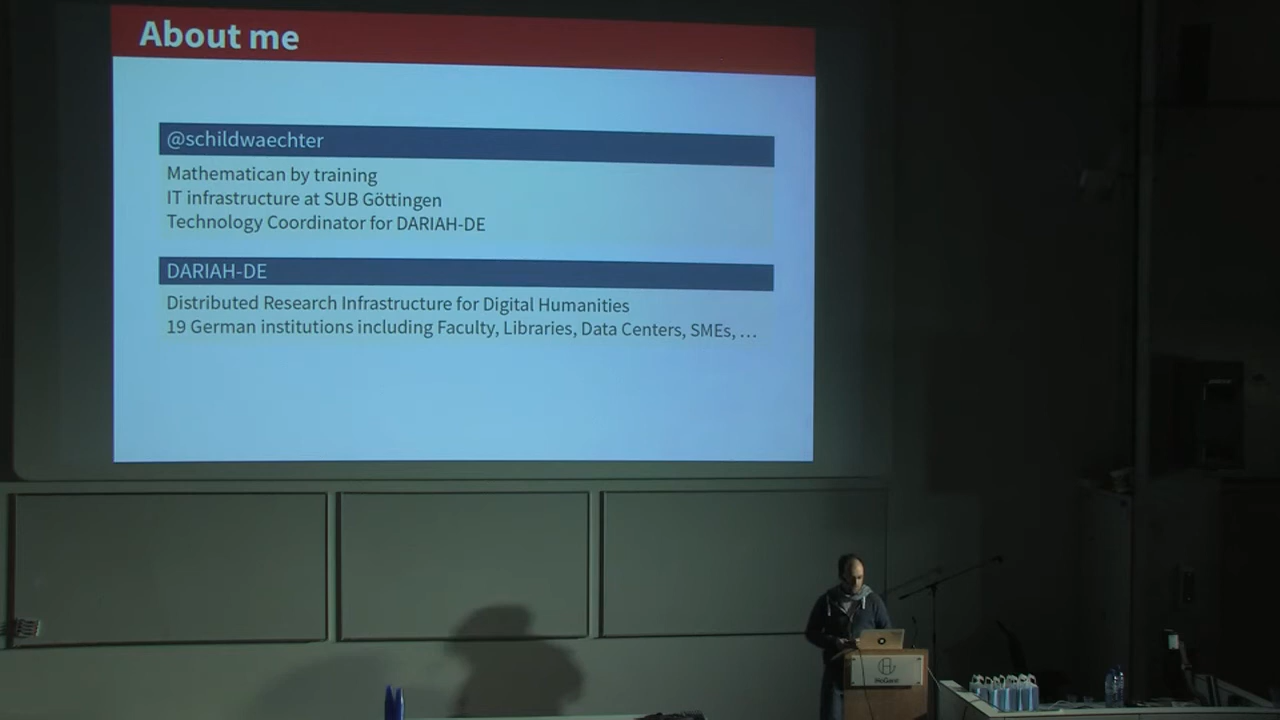 About me
@schildwaechter
Mathematican by training
IT infrastructure at SUB Göttingen
Technology Coordinator for DARIAH-DE
DARIAH-DE
Distributed Research Infrastructure for Digital Humanities
19 German institutions including Faculty, Libraries, Data Centers, SMEs, …
HoGent